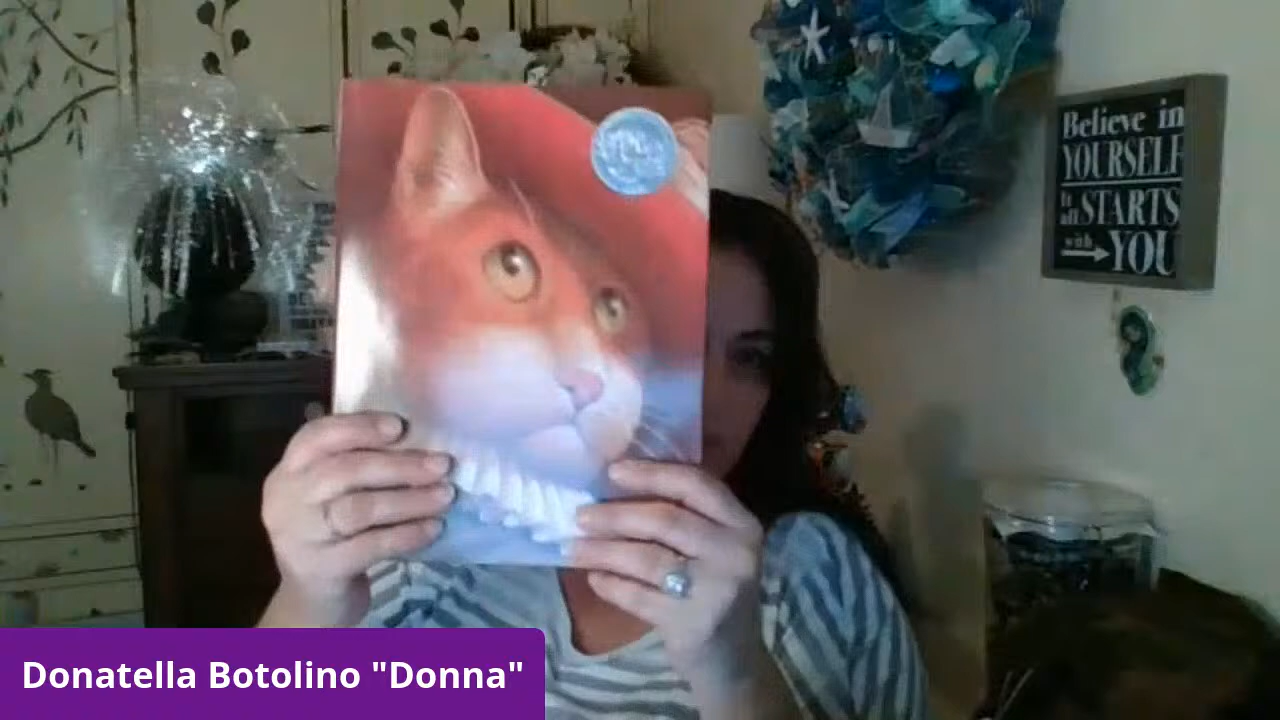 Believe in
YOURSELF
It
all STARTS
with YOU
Donatella Botolino "Donna"